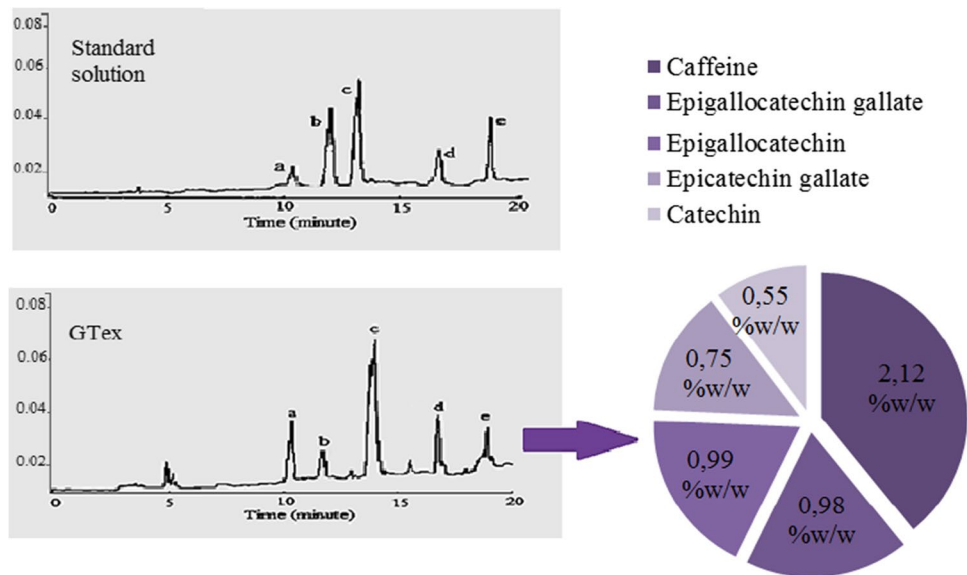 0.08
0.06
0.04
0.02
Standard
solution
a
b
c
d
e
0
5
10
15
20
Time (minute)
0.08
0.06
0.04
0.02
GTex
a
b
c
d
e
0
5
10
15
20
Time (minute)
Caffeine
Epigallocatechin gallate
Epigallocatechin
Epicatechin gallate
Catechin
0,55
%w/w
0,75
%w/w
2,12
%w/w
0,99
%w/w
0,98
%w/w